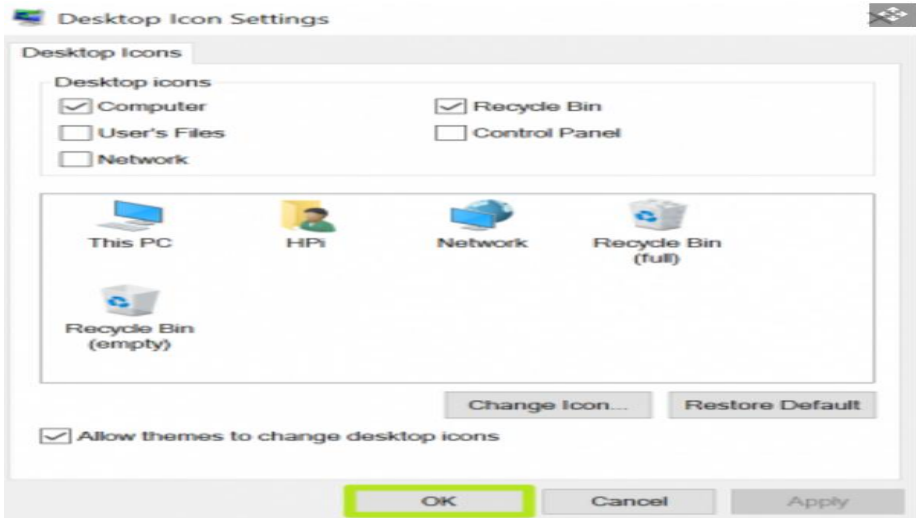 Desktop Icon Settings
Desktop Icons
Desktop icons
Computer
Recycle Bin
User's Files
Control Panel
Network
This PC
HPi
Network
Recycle Bin
(full)
Recycle Bin
(empty)
Change Icon...
Restore Default
Allow themes to change desktop icons
OK
Cancel
Apply